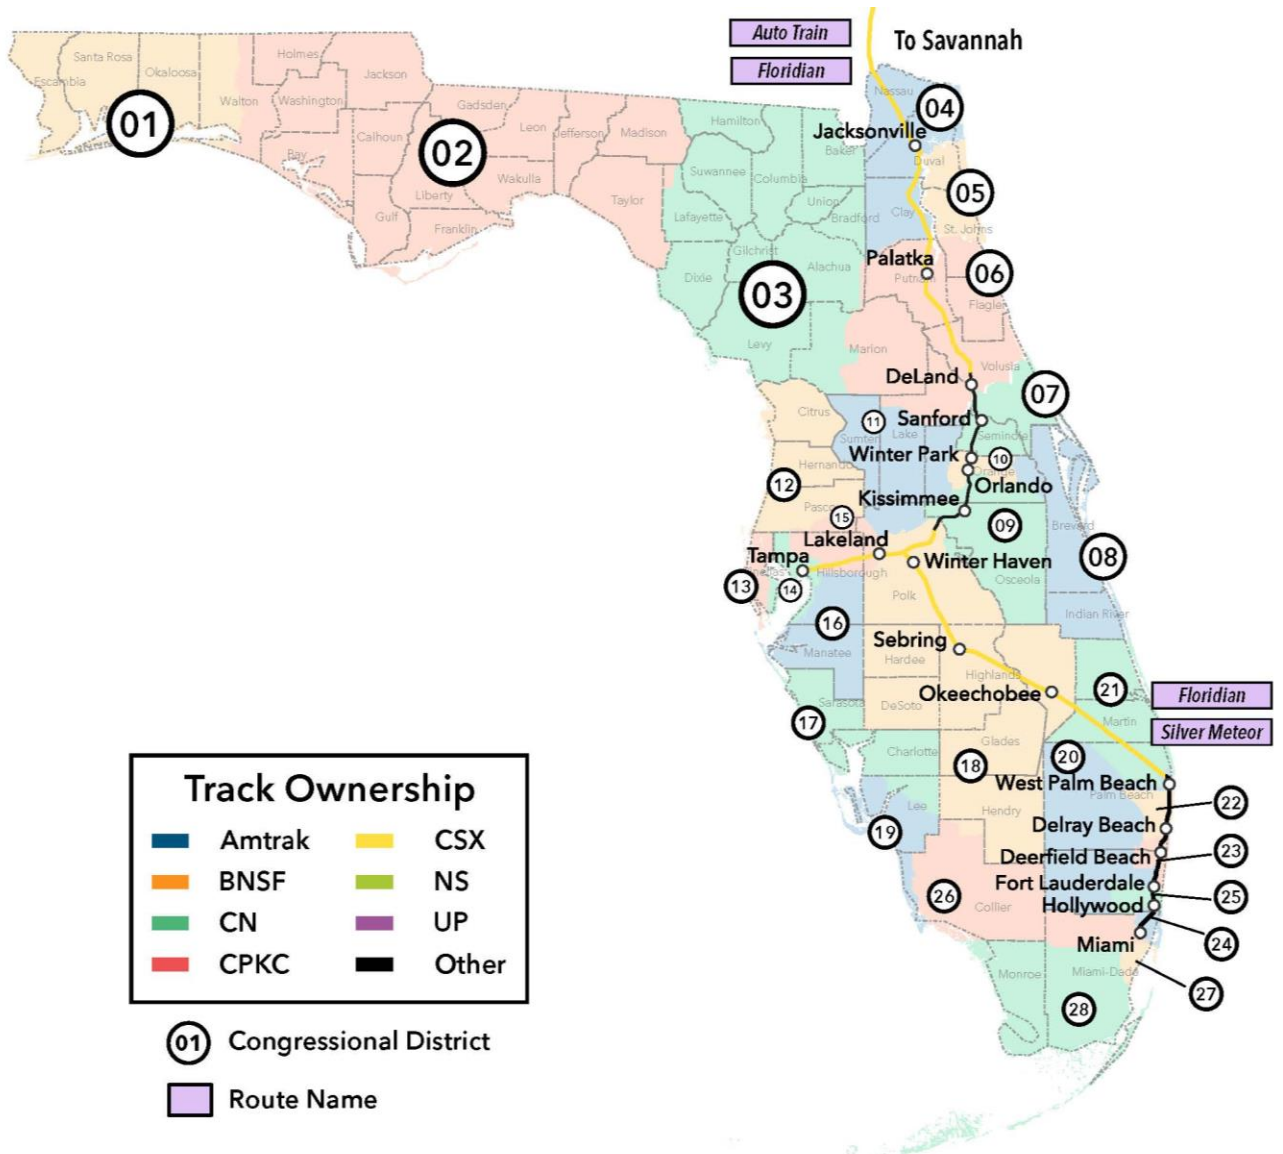 Auto Train
To Savannah
Floridian
Santa Rosa
Escambia
Okaloosa
Walton
Holmes
Washington
Jackson
Bay
Calhoun
Gulf
Gadsden
Liberty
Franklin
Leon
Wakulla
Jefferson
Madison
Taylor
Hamilton
Suwannee
Columbia
Lafayette
Baker
Union
Bradford
Gilchrist
Dixie
Alachua
Levy
Nassau
Jacksonville
Duval
Clay
St. Johns
Palatka
Putnam
Flagler
Marion
Volusia
DeLand
Citrus
Sumter
Lake
Sanford
Seminole
Winter Park
Orange
Orlando
Hernando
Pasco
Kissimmee
Brevard
Lakeland
Tampa
Pinellas
Hillsborough
Winter Haven
Osceola
Polk
Indian River
Manatee
Hardee
Sebring
Highlands
Okeechobee
Sarasota
DeSoto
Martin
Floridian
Silver Meteor
Charlotte
Glades
West Palm Beach
Palm Beach
Lee
Hendry
Delray Beach
Deerfield Beach
Fort Lauderdale
Hollywood
Collier
Miami
Monroe
Miami-Dade
01
02
03
04
05
06
07
08
09
10
11
12
13
14
15
16
17
18
19
20
21
22
23
24
25
26
27
28
Track Ownership
Amtrak
CSX
BNSF
NS
CN
UP
CPKC
Other
01
Congressional District
Route Name